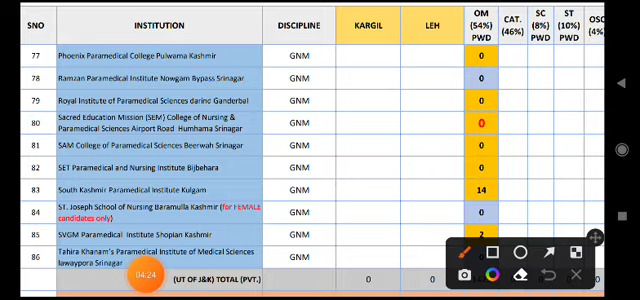 SNO INSTITUTION DISCIPLINE KARGIL LEH OM (54%) PWD CAT. (46%) SC (8%) PWD ST (10%) PWD OSC (4%)
77 Phoenix Paramedical College Pulwama Kashmir GNM 0
78 Ramzan Paramedical Institute Nowgam Bypass Srinagar GNM 0
79 Royal Institute of Paramedical Sciences darind Ganderbal GNM 0
80 Sacred Education Mission (SEM) College of Nursing & Paramedical Sciences Airport Road Humhama Srinagar GNM 0
81 SAM College of Paramedical Sciences Beerwah Srinagar GNM 0
82 SET Paramedical and Nursing Institute Bijbehara GNM 0
83 South Kashmir Paramedical Institute Kulgam GNM 14
84 ST. Joseph School of Nursing Baramulla Kashmir (for FEMALE candidates only) GNM 0
85 SVGM Paramedical Institute Shopian Kashmir GNM 2
86 Tahira Khanam's Paramedical Institute of Medical Sciences lawaypora Srinagar GNM
04:24
(UT OF J&K) TOTAL (PVT.) 0 0